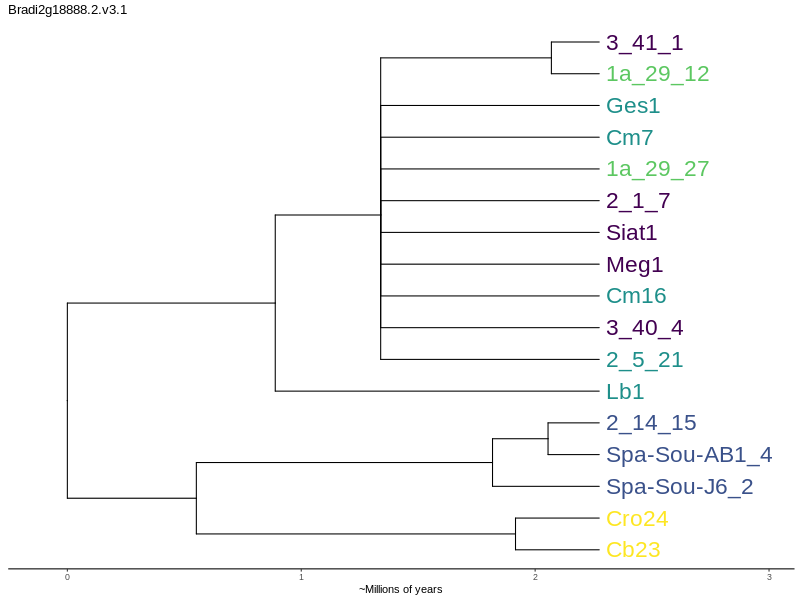 Bradi2g18888.2.v3.1
3_41_1
1a_29_12
Ges1
Cm7
1a_29_27
2_1_7
Siat1
Meg1
Cm16
3_40_4
2_5_21
Lb1
2_14_15
Spa-Sou-AB1_4
Spa-Sou-J6_2
Cro24
Cb23
0 1 2 3
~Millions of years